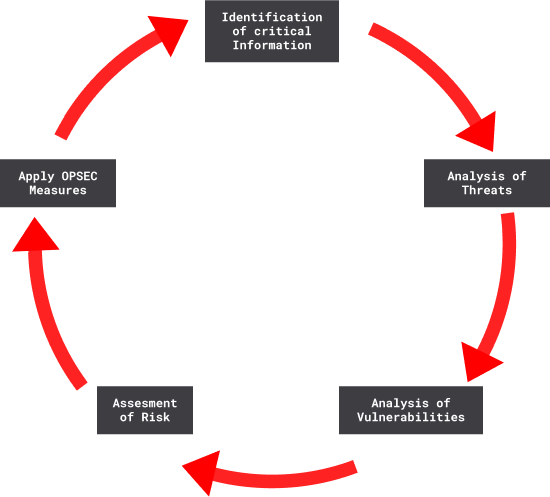 Identification
of critical
Information
Analysis of
Threats
Analysis of
Vulnerabilities
Assesment
of Risk
Apply OPSEC
Measures